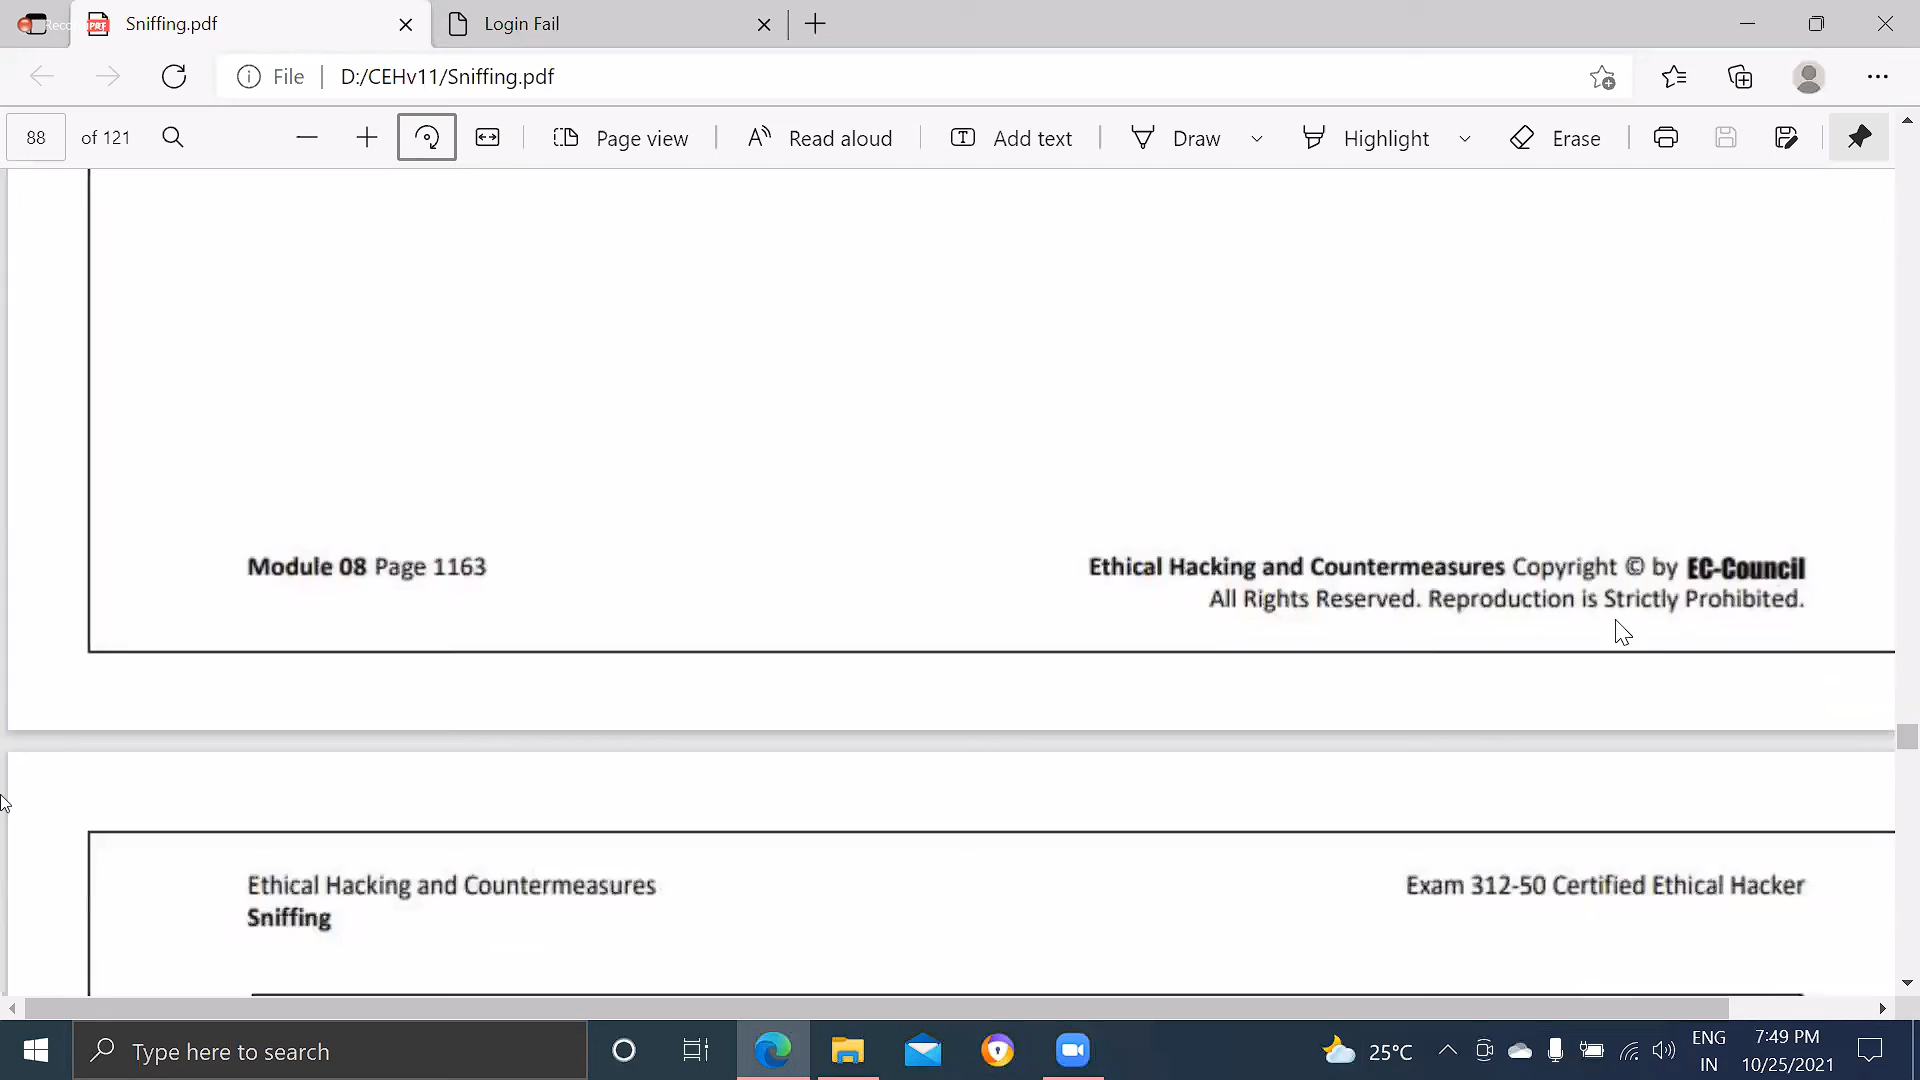 Sniffing.pdf
Login Fail
File
D:/CEHv11/Sniffing.pdf
88 of 121
Page view
Read aloud
Add text
Draw
Highlight
Erase
Module 08 Page 1163
Ethical Hacking and Countermeasures Copyright © by EC-Council
All Rights Reserved. Reproduction is Strictly Prohibited.
Ethical Hacking and Countermeasures
Exam 312-50 Certified Ethical Hacker
Sniffing
Type here to search
25°C
ENG
IN
7:49 PM
10/25/2021